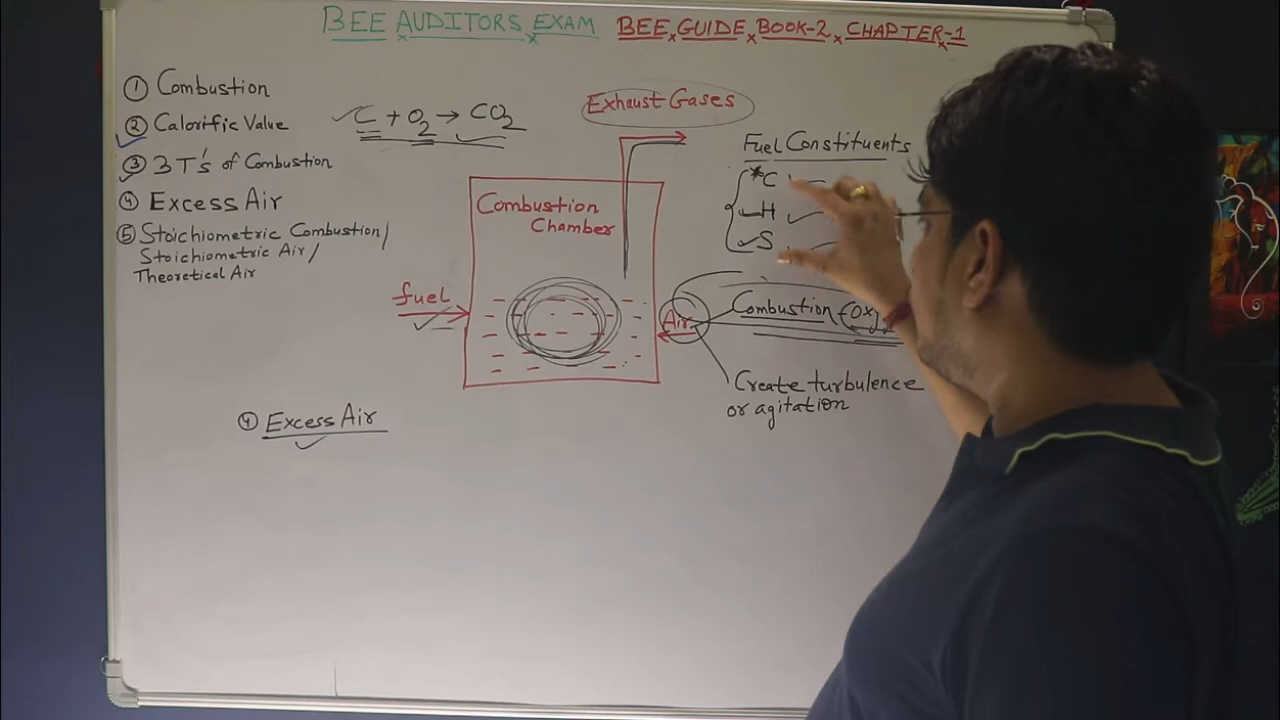 BEE AUDITORS EXAM BEE GUIDE BOOK-2 CHAPTER-1
① Combustion
② Calorific Value
③ 3 T's of Combustion
④ Excess Air
⑤ Stoichiometric Combustion/
Stoichiometric Air/
Theoretical Air
C + O2 → CO2
Exhaust Gases
Combustion
Chamber
fuel
Air
Fuel Constituents
*C
H
S
Combustion
Create turbulence
or agitation
④ Excess Air